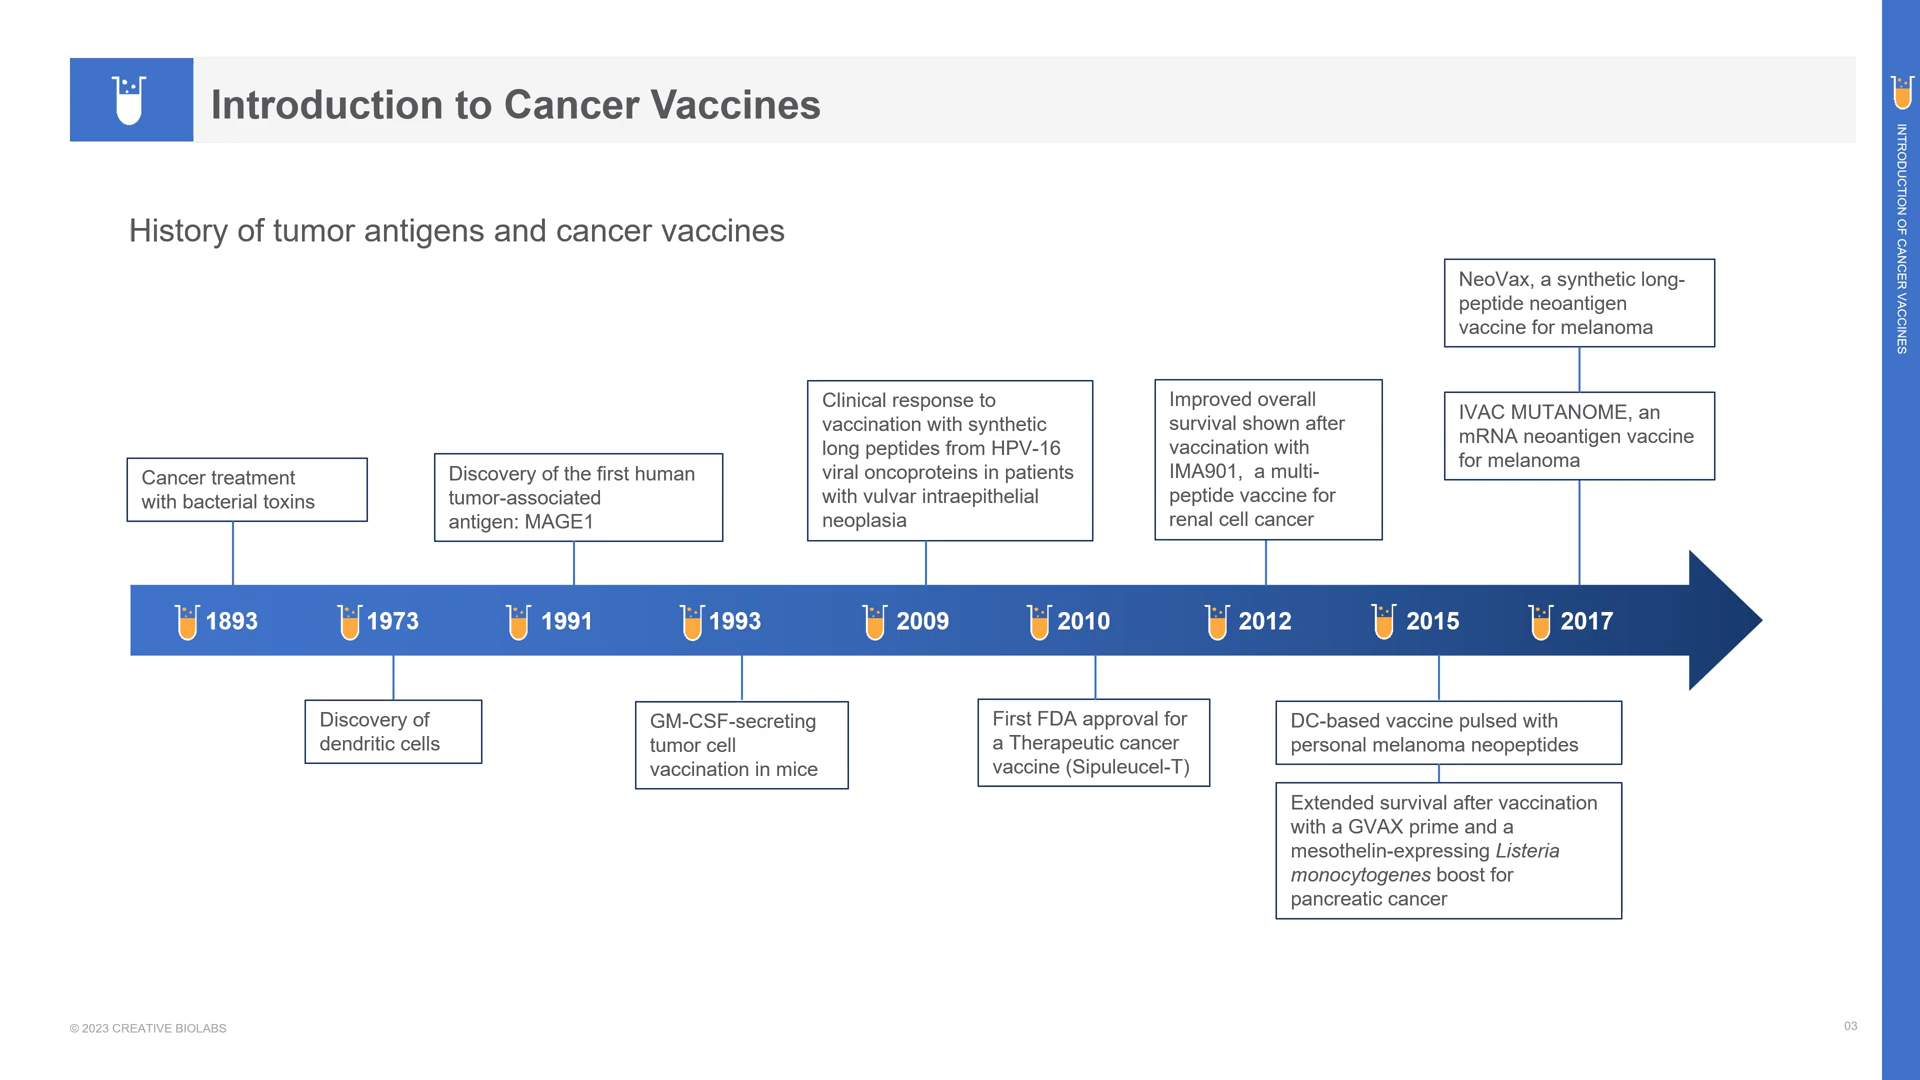 Introduction to Cancer Vaccines
INTRODUCTION OF CANCER VACCINES
History of tumor antigens and cancer vaccines
NeoVax, a synthetic long-
peptide neoantigen
vaccine for melanoma
IVAC MUTANOME, an
mRNA neoantigen vaccine
for melanoma
Cancer treatment
with bacterial toxins
Discovery of the first human
tumor-associated
antigen: MAGE1
Clinical response to
vaccination with synthetic
long peptides from HPV-16
viral oncoproteins in patients
with vulvar intraepithelial
neoplasia
Improved overall
survival shown after
vaccination with
IMA901, a multi-
peptide vaccine for
renal cell cancer
1893 1973 1991 1993 2009 2010 2012 2015 2017
Discovery of
dendritic cells
GM-CSF-secreting
tumor cell
vaccination in mice
First FDA approval for
a Therapeutic cancer
vaccine (Sipuleucel-T)
DC-based vaccine pulsed with
personal melanoma neopeptides
Extended survival after vaccination
with a GVAX prime and a
mesothelin-expressing Listeria
monocytogenes boost for
pancreatic cancer
© 2023 CREATIVE BIOLABS
03